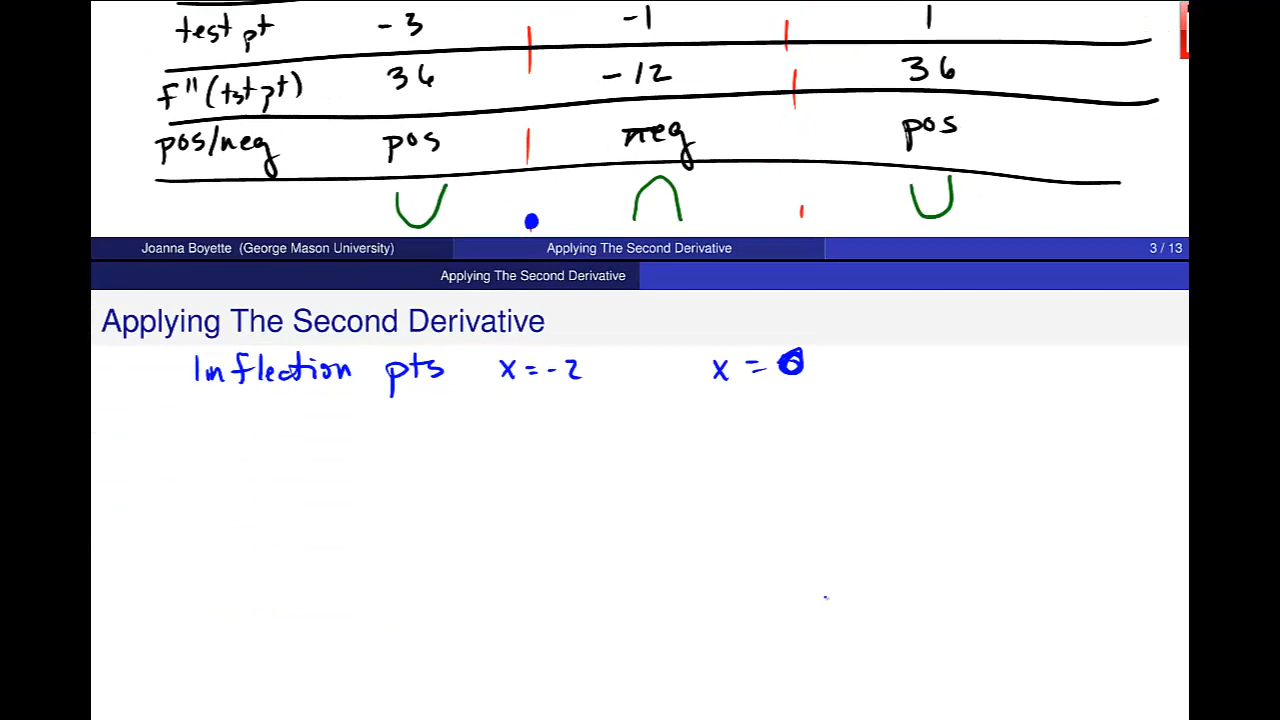 test pt -3 -1 1
f"(tst pt) 36 -12 36
pos/neg pos neg pos
Joanna Boyette (George Mason University) Applying The Second Derivative 3 / 13
Applying The Second Derivative
Applying The Second Derivative
Inflection pts x = -2 x = 0